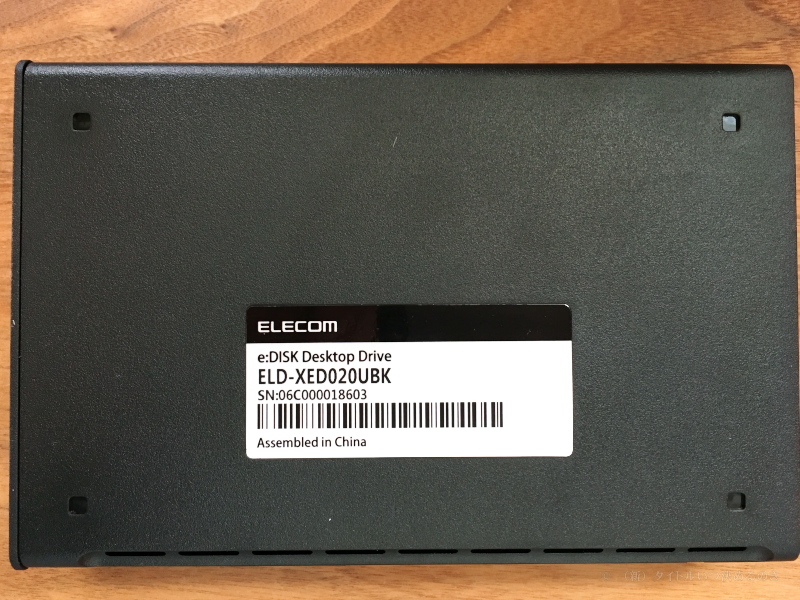 ELECOM
e:DISK Desktop Drive
ELD-XED020UBK
SN:06C000018603
Assembled in China